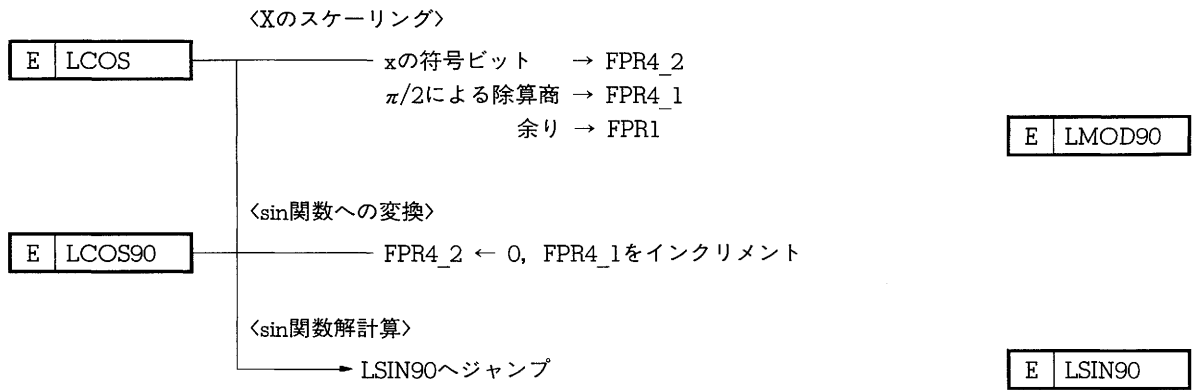 〈Xのスケーリング〉
E LCOS
xの符号ビット → FPR4_2
π/2による除算商 → FPR4_1
余り → FPR1
E LMOD90
〈sin関数への変換〉
E LCOS90
FPR4_2 ← 0, FPR4_1をインクリメント
〈sin関数解計算〉
LSIN90へジャンプ
E LSIN90